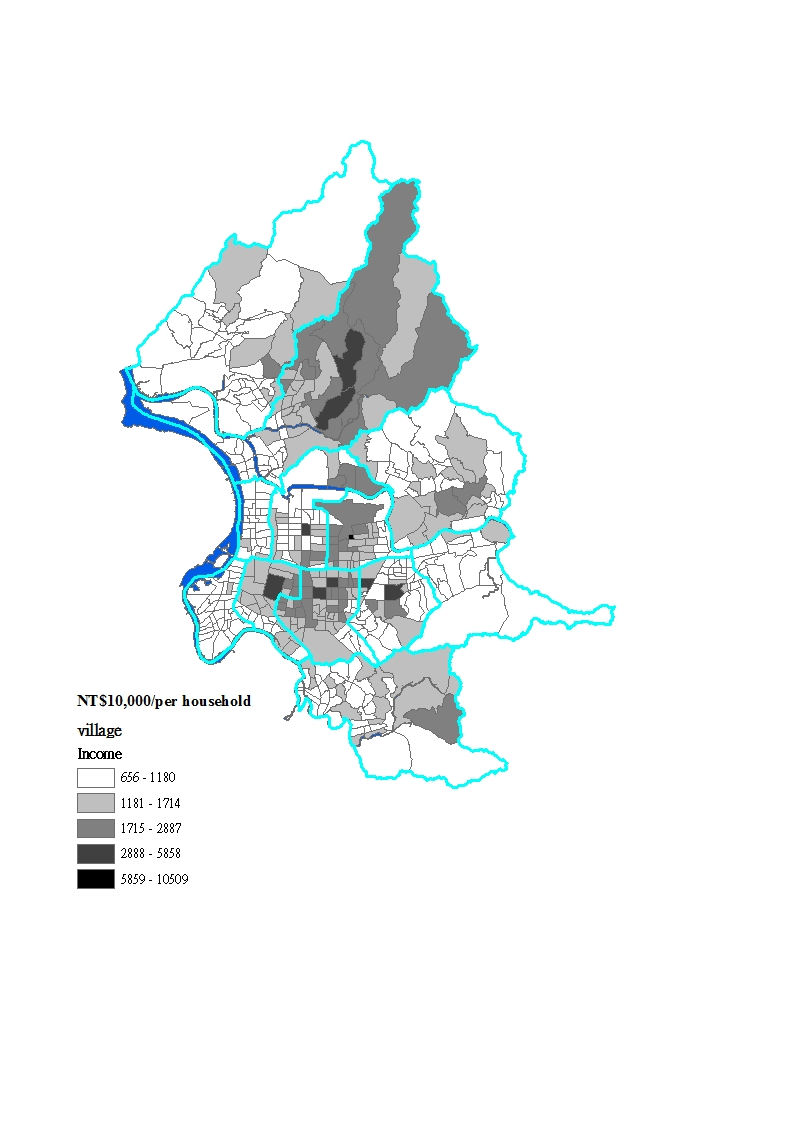 NT$10,000/per household
village
Income
656 - 1180
1181 - 1714
1715 - 2887
2888 - 5858
5859 - 10509